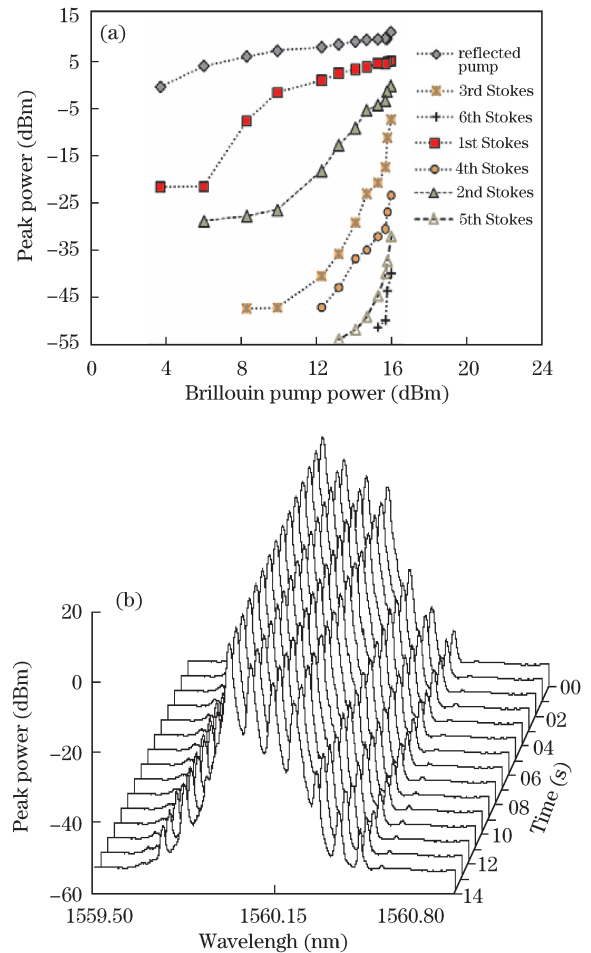 (a)
15
5
−5
−15
−25
−35
−45
−55
Peak power (dBm)
reflected
pump
3rd Stokes
6th Stokes
1st Stokes
4th Stokes
2nd Stokes
5th Stokes
0 4 8 12 16 20 24
Brillouin pump power (dBm)
(b)
20
0
−20
−40
−60
Peak power (dBm)
00
02
04
06
08
10
12
14
Time (s)
1559.50 1560.15 1560.80
Wavelengh (nm)